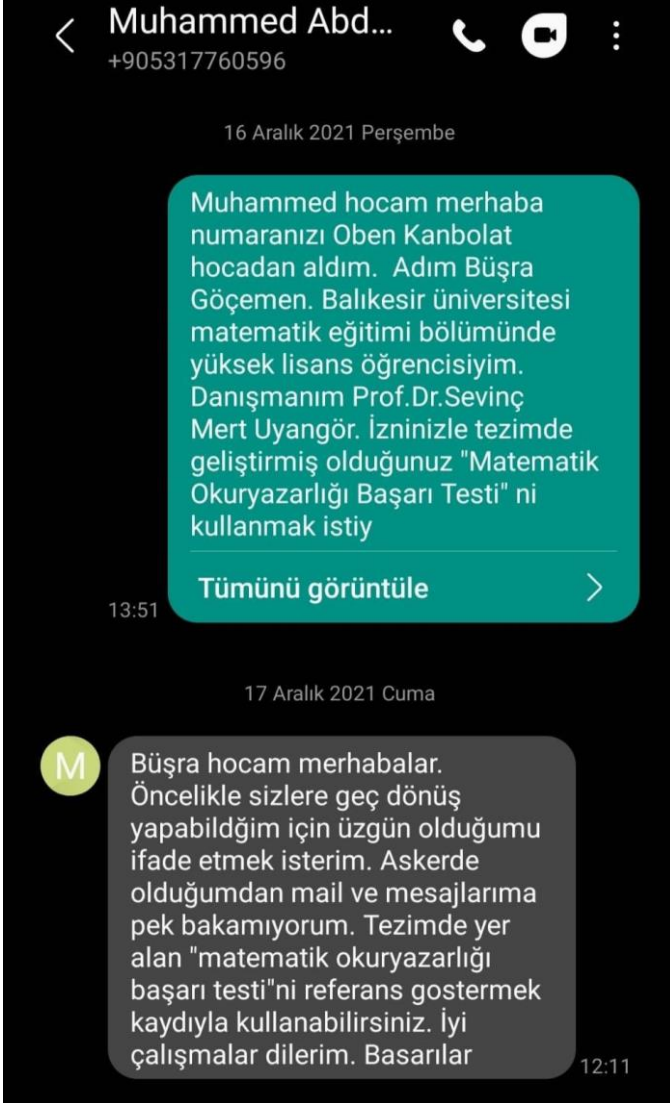 Muhammed Abd...
+905317760596
16 Aralık 2021 Perşembe
Muhammed hocam merhaba
numaranızı Oben Kanbolat
hocadan aldım. Adım Büşra
Göçemen. Balıkesir üniversitesi
matematik eğitimi bölümünde
yüksek lisans öğrencisiyim.
Danışmanım Prof.Dr.Sevinç
Mert Uyangör. İzninizle tezimde
geliştirmiş olduğunuz "Matematik
Okuryazarlığı Başarı Testi" ni
kullanmak istiy
Tümünü görüntüle
13:51
17 Aralık 2021 Cuma
M
Büşra hocam merhabalar.
Öncelikle sizlere geç dönüş
yapabildğim için üzgün olduğumu
ifade etmek isterim. Askerde
olduğumdan mail ve mesajlarıma
pek bakamıyorum. Tezimde yer
alan "matematik okuryazarlığı
başarı testi"ni referans gostermek
kaydıyla kullanabilirsiniz. İyi
çalışmalar dilerim. Basarılar
12:11